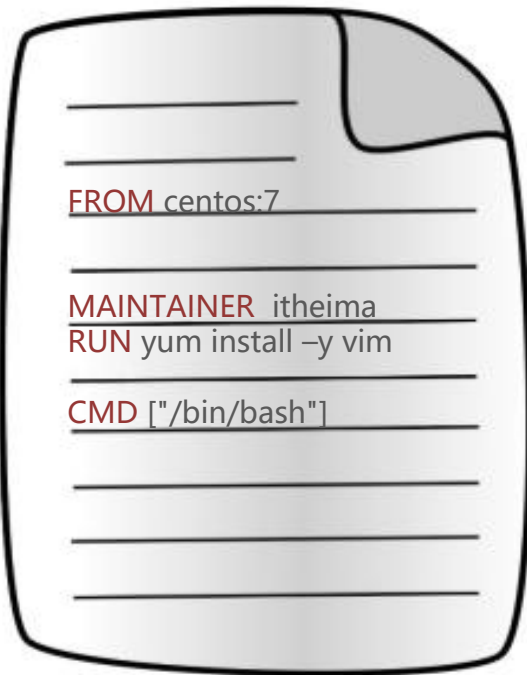 FROM centos:7
MAINTAINER itheima
RUN yum install –y vim
CMD ["/bin/bash"]